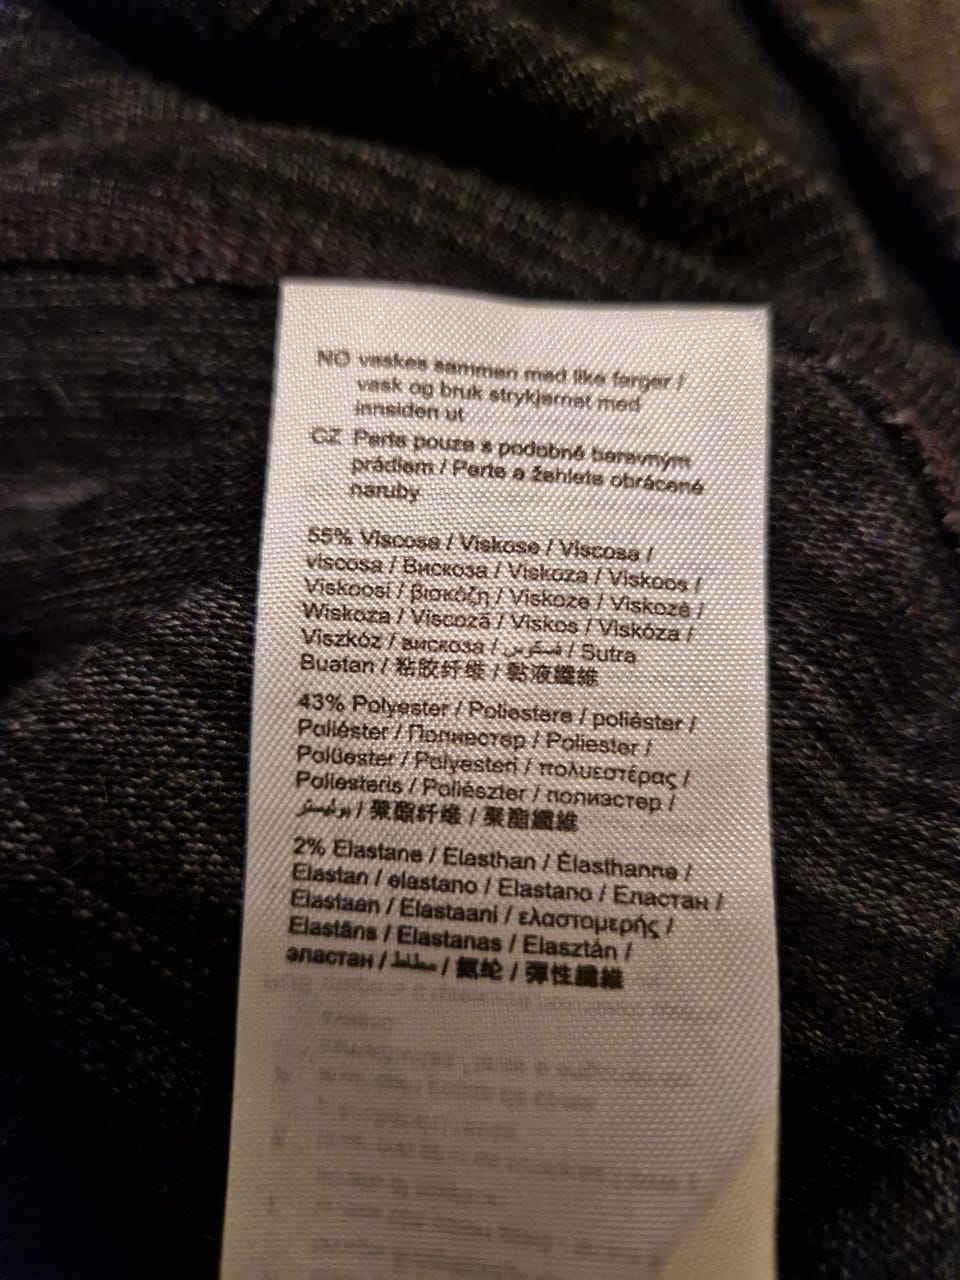 NO vaskes sammen med like farger /
vask og bruk strykjernet med
innsiden ut
CZ Perte pouze s podobně barevným
prádlem / Perte a žehlete obrácené
naruby
55% Viscose / Viskose / Viscosa /
viscosa / Вискоза / Viskoza / Viskoos /
Viskoosi / βισκόζη / Viskoze / Viskozė /
Wiskoza / Viscoză / Viskos / Viskóza /
Viszkóz / вискоза / فسكوس / Sutra
Buatan / 粘胶纤维 / 黏液纖維
43% Polyester / Poliestere / poliéster /
Poliéster / Полиестер / Poliester /
Polüester / Polyesteri / πολυεστέρας /
Poliesteris / Poliészter / полиэстер /
بوليستر / 聚酯纤维 / 聚酯纖維
2% Elastane / Elasthan / Élasthanne /
Elastan / elastano / Elastano / Еластан /
Elastaan / Elastaani / ελαστομερής /
Elastāns / Elastanas / Elasztán /
эластан / مطاط / 氨纶 / 彈性纖維